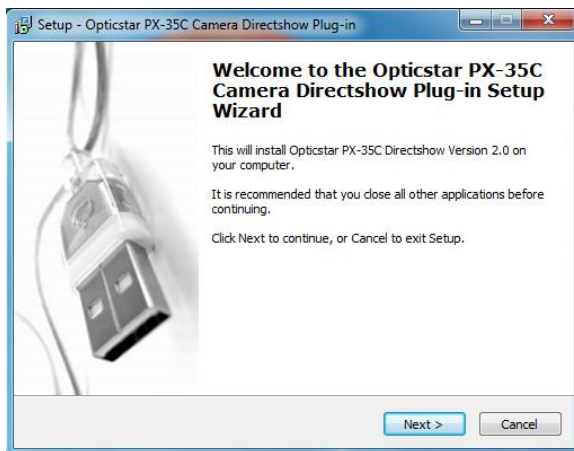 Setup - Opticstar PX-35C Camera Directshow Plug-in
Welcome to the Opticstar PX-35C
Camera Directshow Plug-in Setup
Wizard
This will install Opticstar PX-35C Directshow Version 2.0 on
your computer.
It is recommended that you close all other applications before
continuing.
Click Next to continue, or Cancel to exit Setup.
Next >
Cancel